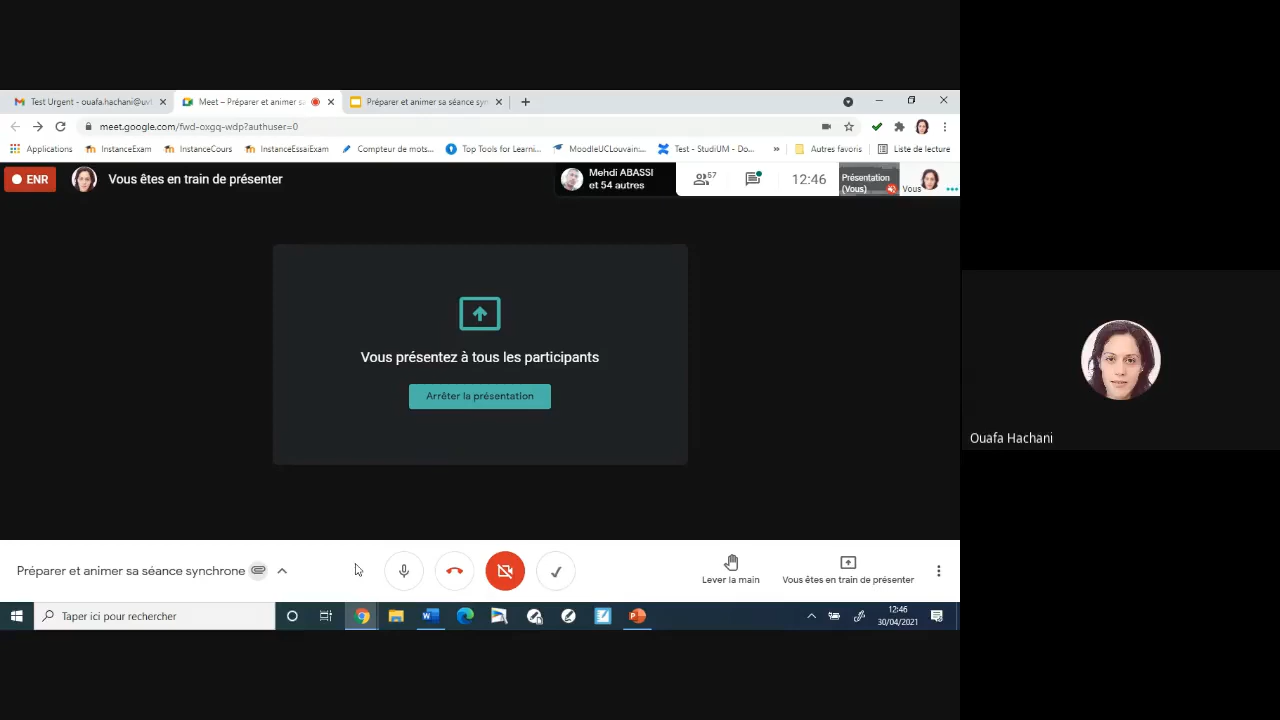 Test Urgent - ouafa.hachani@uv
Meet – Préparer et animer sa
Préparer et animer sa séance syn
meet.google.com/fwd-oxgq-wdp?authuser=0
Applications
InstanceExam
InstanceCours
InstanceEssaiExam
Compteur de mots...
Top Tools for Learni...
MoodleUCLouvain:...
Test - StudiUM - Do...
»
Autres favoris
Liste de lecture
ENR
Vous êtes en train de présenter
Mehdi ABASSI
et 54 autres
57
12:46
Présentation
(Vous)
Vous
Vous présentez à tous les participants
Arrêter la présentation
Ouafa Hachani
Préparer et animer sa séance synchrone
Lever la main
Vous êtes en train de présenter
Taper ici pour rechercher
12:46
30/04/2021